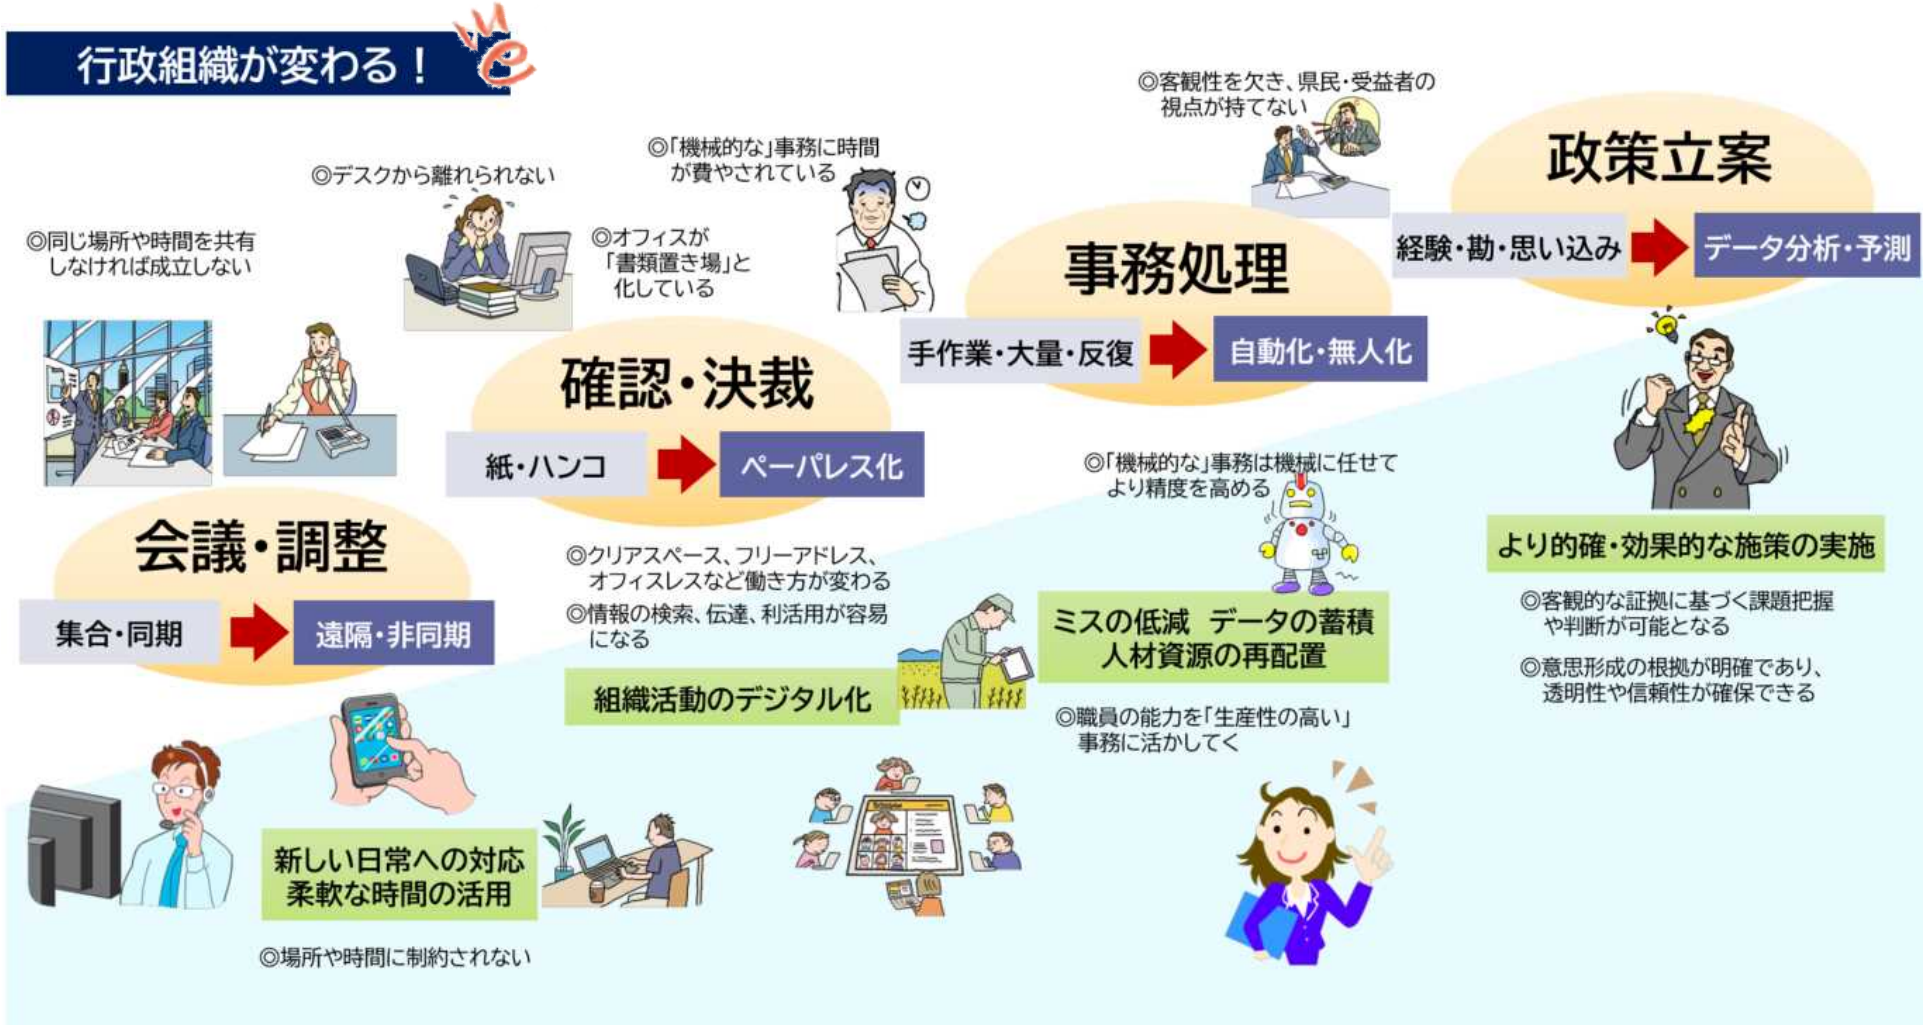 行政組織が変わる！
me
◎同じ場所や時間を共有
しなければ成立しない
会議・調整
集合・同期
遠隔・非同期
新しい日常への対応
柔軟な時間の活用
◎場所や時間に制約されない
◎デスクから離れられない
◎オフィスが
「書類置き場」と
化している
確認・決裁
紙・ハンコ
ペーパレス化
◎クリアスペース、フリーアドレス、
オフィスレスなど働き方が変わる
◎情報の検索、伝達、利活用が容易
になる
組織活動のデジタル化
◎「機械的な」事務に時間
が費やされている
事務処理
手作業・大量・反復
自動化・無人化
◎「機械的な」事務は機械に任せて
より精度を高める
ミスの低減 データの蓄積
人材資源の再配置
◎職員の能力を「生産性の高い」
事務に活かしてく
◎客観性を欠き、県民・受益者の
視点が持てない
政策立案
経験・勘・思い込み
データ分析・予測
より的確・効果的な施策の実施
◎客観的な証拠に基づく課題把握
や判断が可能となる
◎意思形成の根拠が明確であり、
透明性や信頼性が確保できる